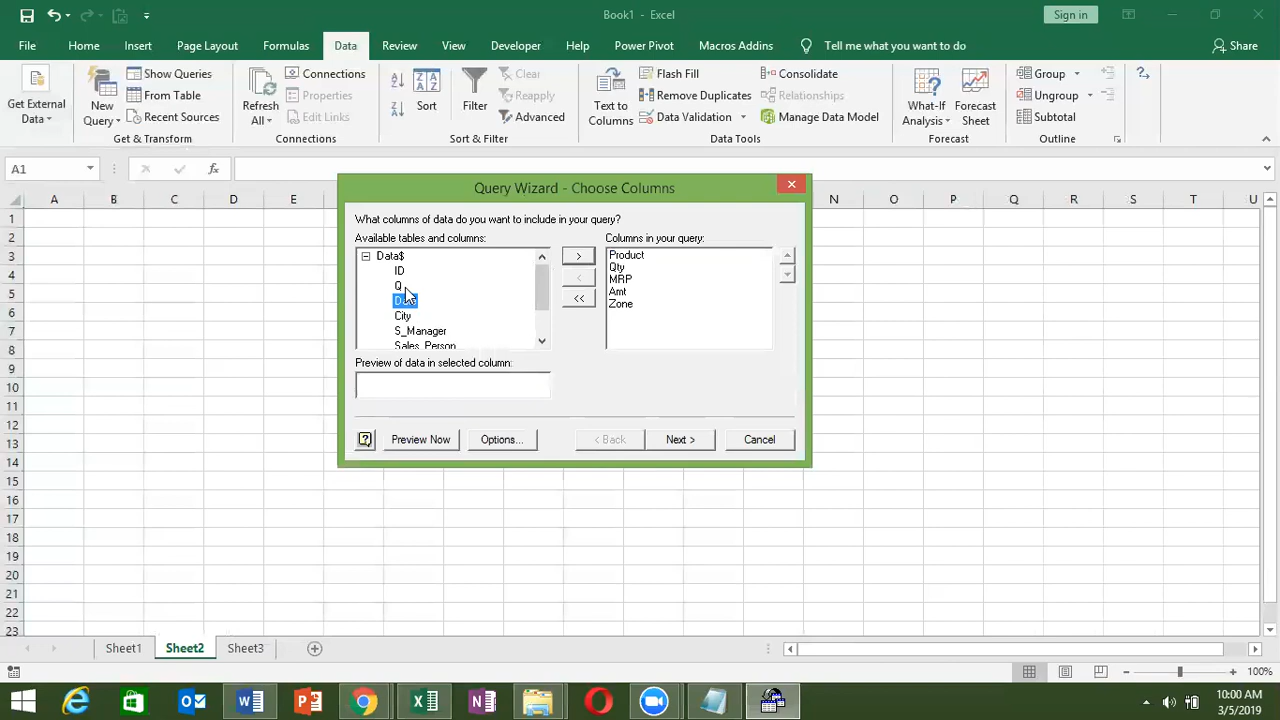 Book1 - Excel
Sign in
File Home Insert Page Layout Formulas Data Review View Developer Help Power Pivot Macros Addins Tell me what you want to do Share
Get External Data
New Query
Show Queries
From Table
Recent Sources
Get & Transform
Refresh All
Connections
Properties
Edit Links
Connections
Sort
Filter
Clear
Reapply
Advanced
Sort & Filter
Text to Columns
Flash Fill
Remove Duplicates
Data Validation
Consolidate
Relationships
Manage Data Model
Data Tools
What-If Analysis
Forecast Sheet
Forecast
Group
Ungroup
Subtotal
Outline
A1
fx
A B C D E N O P Q R S T U
1
2
3
4
5
6
7
8
9
10
11
12
13
14
15
16
17
18
19
20
21
22
23
Query Wizard - Choose Columns
What columns of data do you want to include in your query?
Available tables and columns:
Data$
ID
Q
City
S_Manager
Sales_Person
>
<
<<
Columns in your query:
Product
Qty
MRP
Amt
Zone
Preview of data in selected column:
Preview Now
Options...
< Back
Next >
Cancel
Sheet1 Sheet2 Sheet3
100%
10:00 AM
3/5/2019